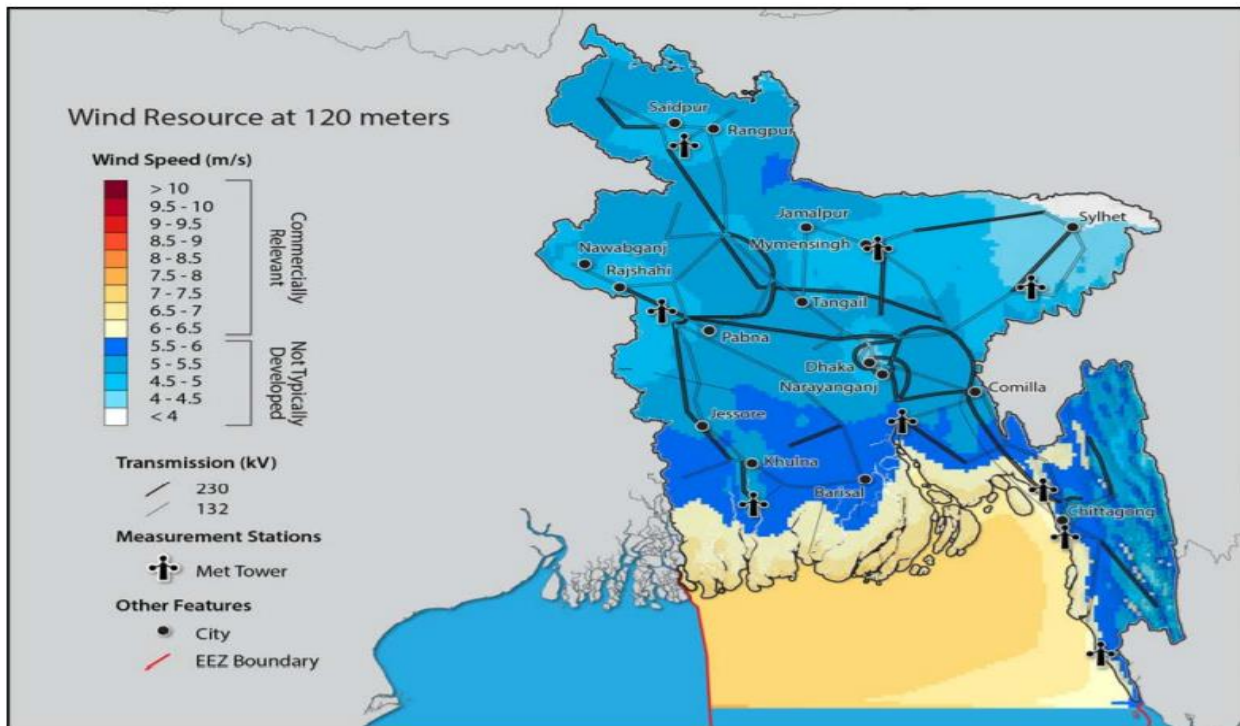 Wind Resource at 120 meters
Wind Speed (m/s)
> 10
9.5 - 10
9 - 9.5
8.5 - 9
8 - 8.5
7.5 - 8
7 - 7.5
6.5 - 7
6 - 6.5
5.5 - 6
5 - 5.5
4.5 - 5
4 - 4.5
< 4
Commercially
Relevant
Not Typically
Developed
Transmission (kV)
230
132
Measurement Stations
Met Tower
Other Features
City
EEZ Boundary
Saidpur
Rangpur
Jamalpur
Sylhet
Mymensingh
Nawabganj
Rajshahi
Tangail
Pabna
Dhaka
Narayanganj
Comilla
Jessore
Khulna
Barisal
Chittagong